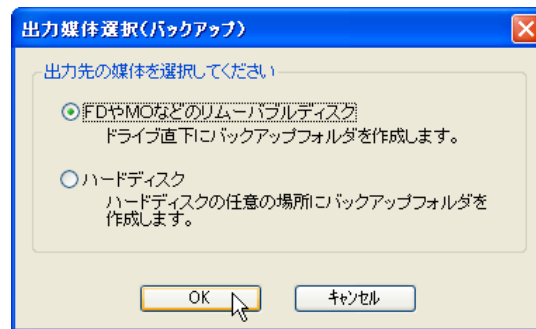 出力媒体選択(バックアップ)
出力先の媒体を選択してください
FDやMOなどのリムーバブルディスク
ドライブ直下にバックアップフォルダを作成します。
ハードディスク
ハードディスクの任意の場所にバックアップフォルダを
作成します。
OK
キャンセル